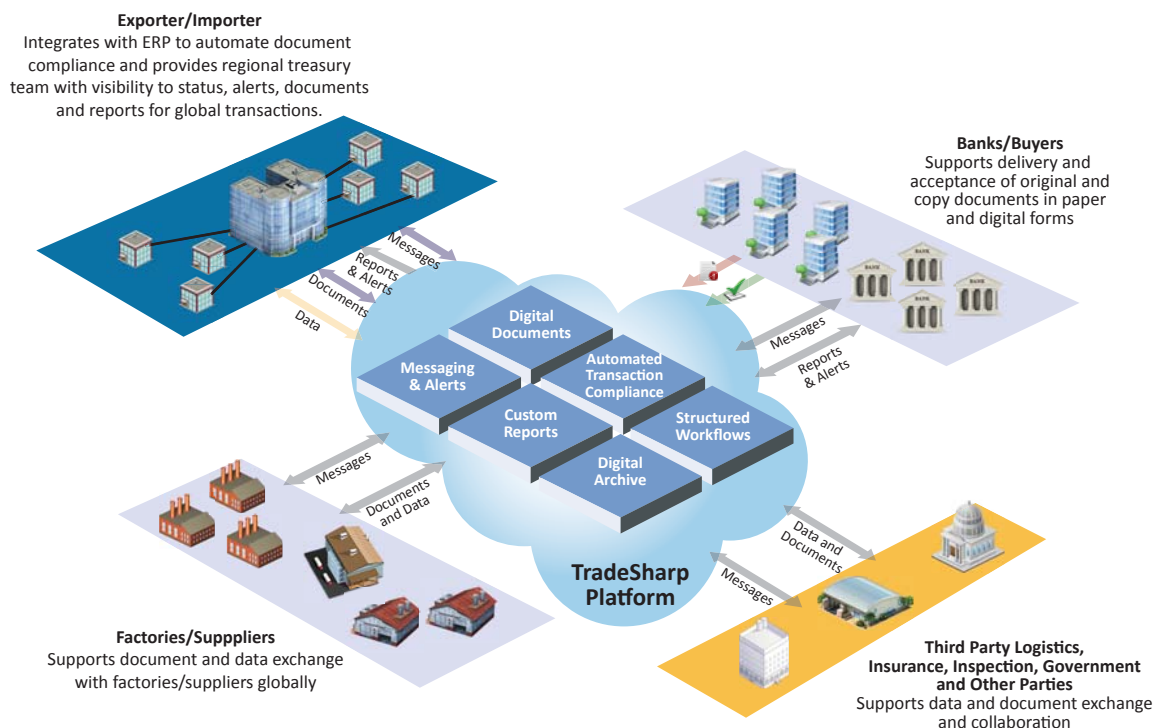 Exporter/Importer
Integrates with ERP to automate document
compliance and provides regional treasury
team with visibility to status, alerts, documents
and reports for global transactions.
Banks/Buyers
Supports delivery and
acceptance of original and
copy documents in paper
and digital forms
BANK
BANK
BANK
BANK
Messages
Reports
& Alerts
Documents
Data
Messages
Reports
& Alerts
Digital
Documents
Messaging
& Alerts
Automated
Transaction
Compliance
Custom
Reports
Structured
Workflows
Digital
Archive
TradeSharp
Platform
Messages
Documents
and Data
Data and
Documents
Messages
Factories/Supppliers
Supports document and data exchange
with factories/suppliers globally
Third Party Logistics,
Insurance, Inspection, Government
and Other Parties
Supports data and document exchange
and collaboration